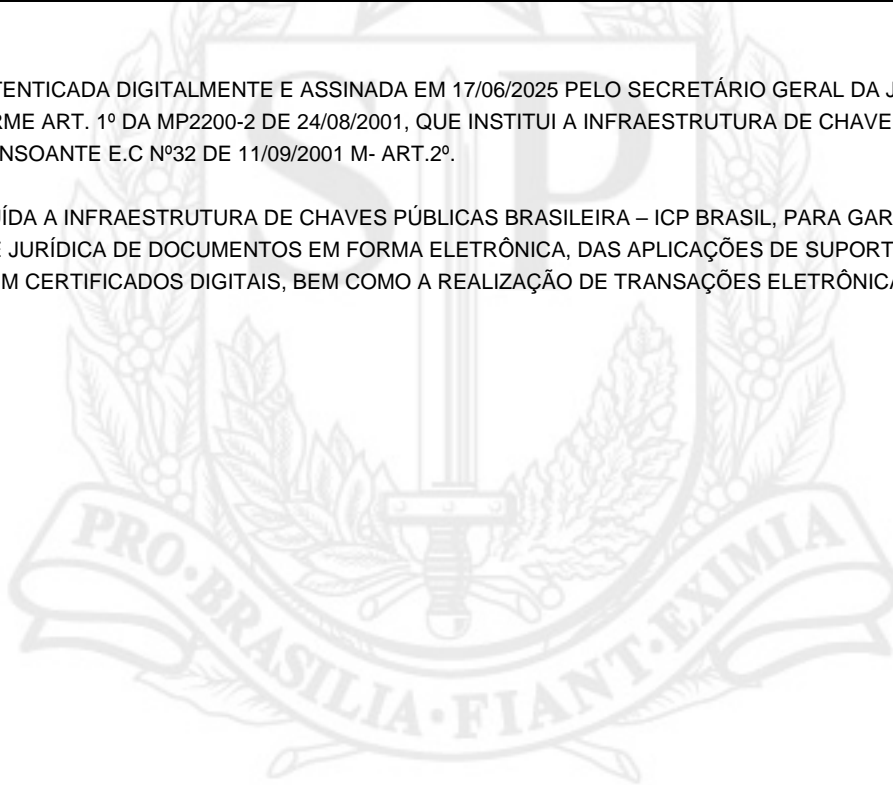 TENTICADA DIGITALMENTE E ASSINADA EM 17/06/2025 PELO SECRETÁRIO GERAL DA J
RME ART. 1º DA MP2200-2 DE 24/08/2001, QUE INSTITUI A INFRAESTRUTURA DE CHAVE
NSOANTE E.C Nº32 DE 11/09/2001 M- ART.2º.
ÍDA A INFRAESTRUTURA DE CHAVES PÚBLICAS BRASILEIRA – ICP BRASIL, PARA GAR
E JURÍDICA DE DOCUMENTOS EM FORMA ELETRÔNICA, DAS APLICAÇÕES DE SUPORT
M CERTIFICADOS DIGITAIS, BEM COMO A REALIZAÇÃO DE TRANSAÇÕES ELETRÔNICA
SP
PRO·BRASILIA·FIANT·EXIMIA